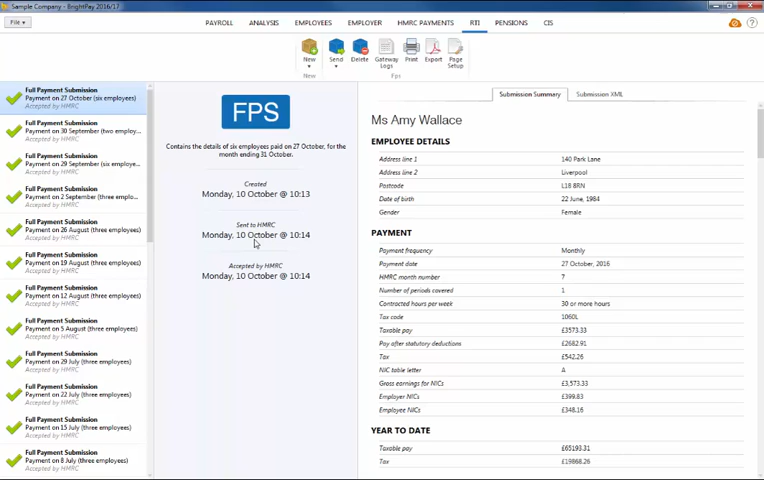 Sample Company - BrightPay 2016/17
File
PAYROLL
ANALYSIS
EMPLOYEES
EMPLOYER
HMRC PAYMENTS
RTI
PENSIONS
CIS
New
Send
Delete
Gateway Logs
Print
Export
Page Setup
New
Fps
Full Payment Submission
Payment on 27 October (six employees)
Accepted by HMRC
Full Payment Submission
Payment on 30 September (two employ...
Accepted by HMRC
Full Payment Submission
Payment on 29 September (six employe...
Accepted by HMRC
Full Payment Submission
Payment on 2 September (three emplo...
Accepted by HMRC
Full Payment Submission
Payment on 26 August (three employees)
Accepted by HMRC
Full Payment Submission
Payment on 19 August (three employees)
Accepted by HMRC
Full Payment Submission
Payment on 12 August (three employees)
Accepted by HMRC
Full Payment Submission
Payment on 5 August (three employees)
Accepted by HMRC
Full Payment Submission
Payment on 29 July (three employees)
Accepted by HMRC
Full Payment Submission
Payment on 22 July (three employees)
Accepted by HMRC
Full Payment Submission
Payment on 15 July (three employees)
Accepted by HMRC
Full Payment Submission
Payment on 8 July (three employees)
Accepted by HMRC
FPS
Contains the details of six employees paid on 27 October, for the
month ending 31 October.
Created
Monday, 10 October @ 10:13
Sent to HMRC
Monday, 10 October @ 10:14
Accepted by HMRC
Monday, 10 October @ 10:14
Submission Summary
Submission XML
Ms Amy Wallace
EMPLOYEE DETAILS
Address line 1 140 Park Lane
Address line 2 Liverpool
Postcode L18 8RN
Date of birth 22 June, 1984
Gender Female
PAYMENT
Payment frequency Monthly
Payment date 27 October, 2016
HMRC month number 7
Number of periods covered 1
Contracted hours per week 30 or more hours
Tax code 1060L
Taxable pay £3573.33
Pay after statutory deductions £2682.91
Tax £542.26
NIC table letter A
Gross earnings for NICs £3,573.33
Employer NICs £399.83
Employee NICs £348.16
YEAR TO DATE
Taxable pay £65193.31
Tax £19868.26